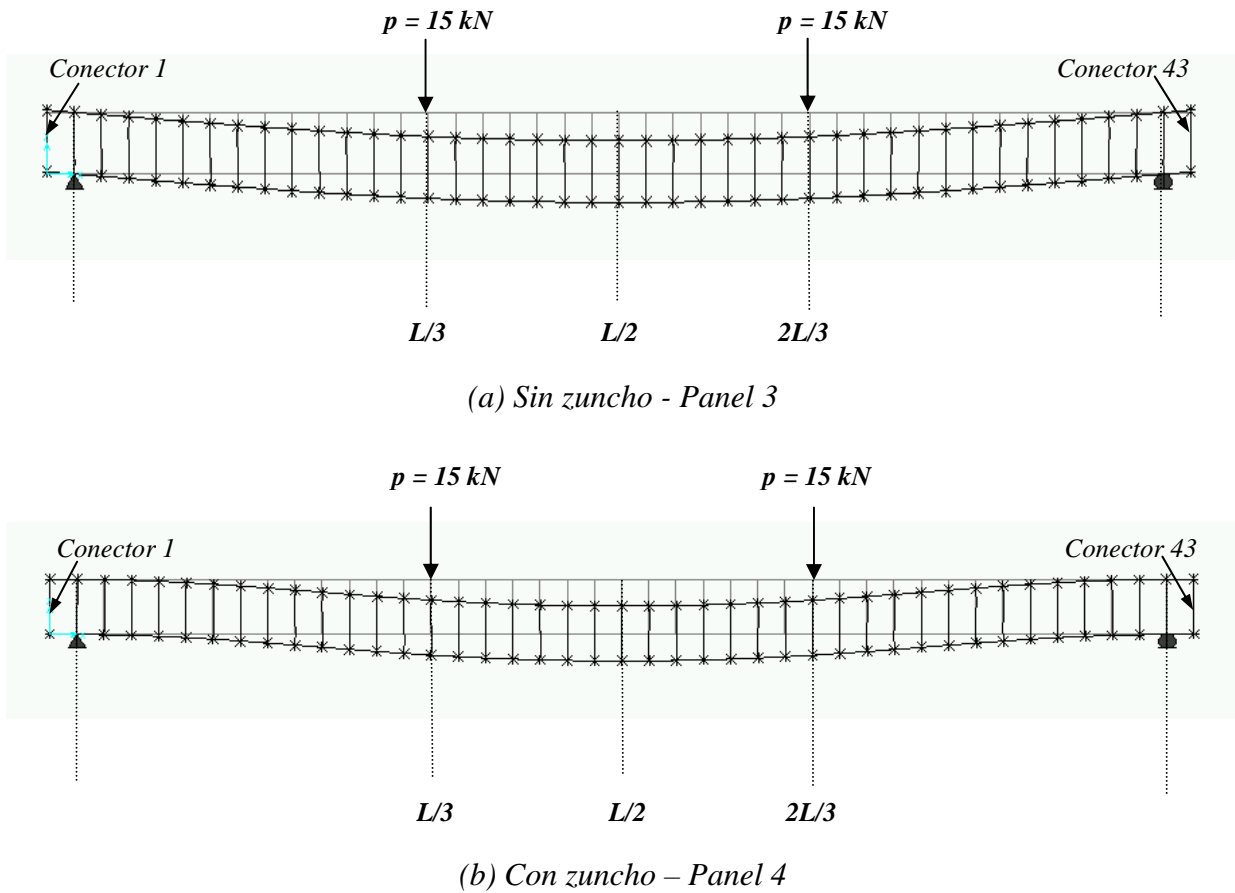 p = 15 kN p = 15 kN
Conector 1 Conector 43
L/3 L/2 2L/3
(a) Sin zuncho - Panel 3
p = 15 kN p = 15 kN
Conector 1 Conector 43
L/3 L/2 2L/3
(b) Con zuncho – Panel 4